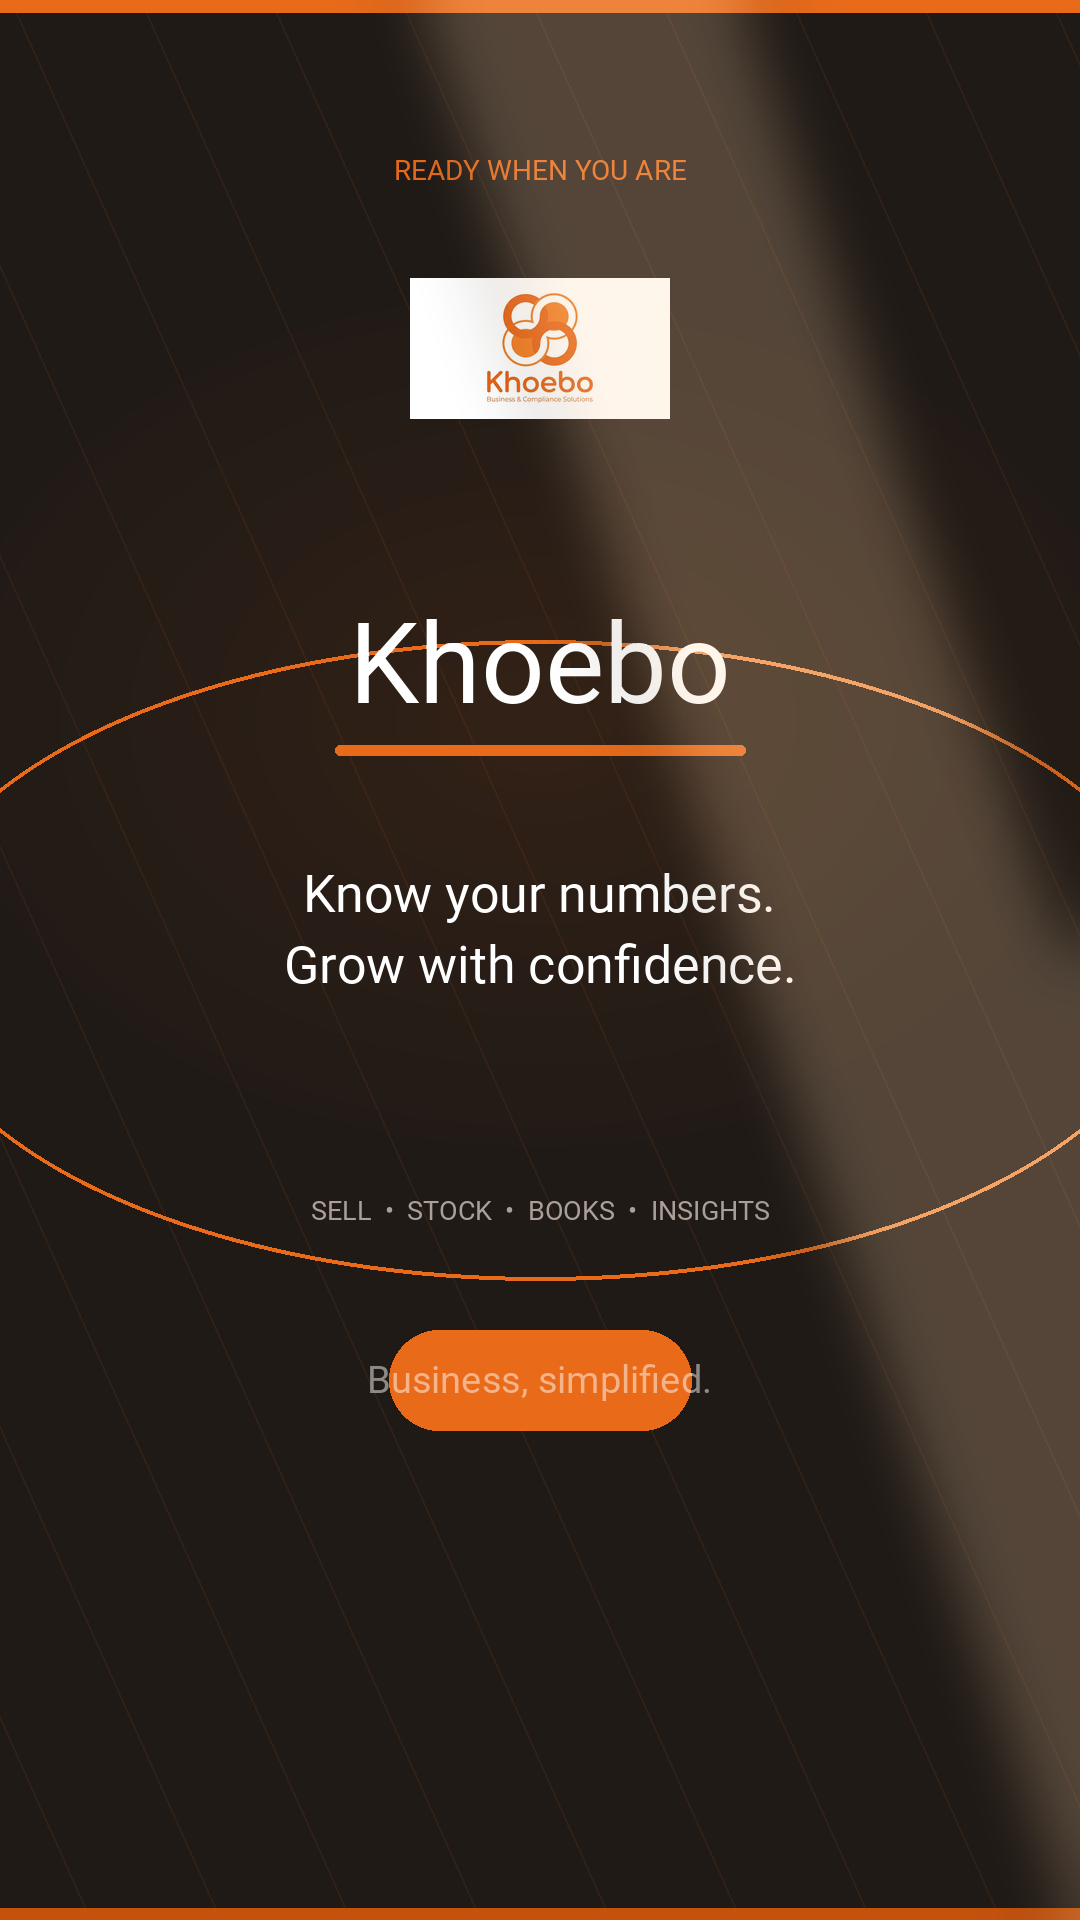 READY WHEN YOU ARE
Khoebo
Business & Compliance Solutions
Khoebo
Know your numbers.
Grow with confidence.
SELL • STOCK • BOOKS • INSIGHTS
Business, simplified.